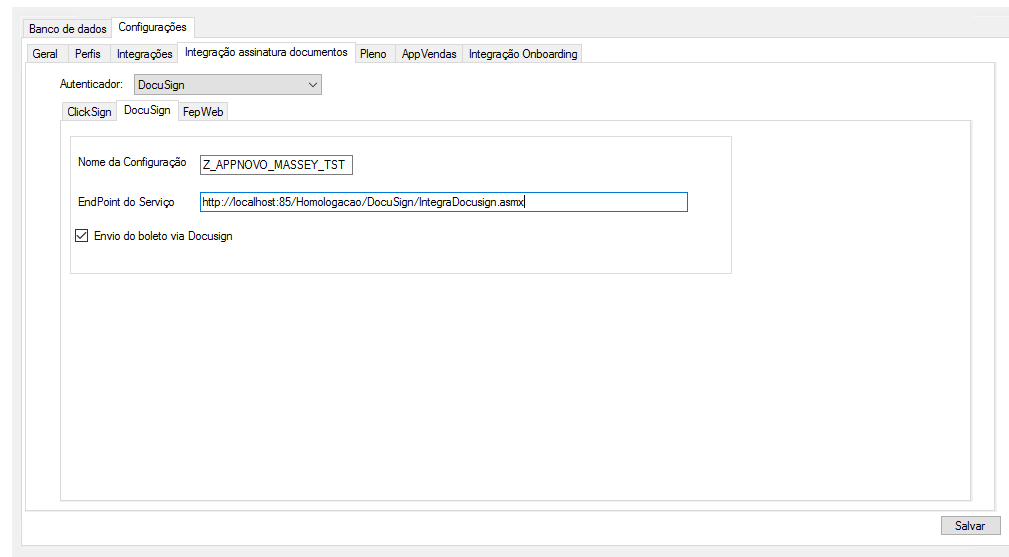 Banco de dados Configurações
Geral Perfis Integrações Integração assinatura documentos Pleno AppVendas Integração Onboarding
Autenticador: DocuSign
ClickSign DocuSign FepWeb
Nome da Configuração Z_APPNOVO_MASSEY_TST
EndPoint do Serviço http://localhost:85/Homologacao/DocuSign/IntegraDocusign.asmx
Envio do boleto via Docusign
Salvar